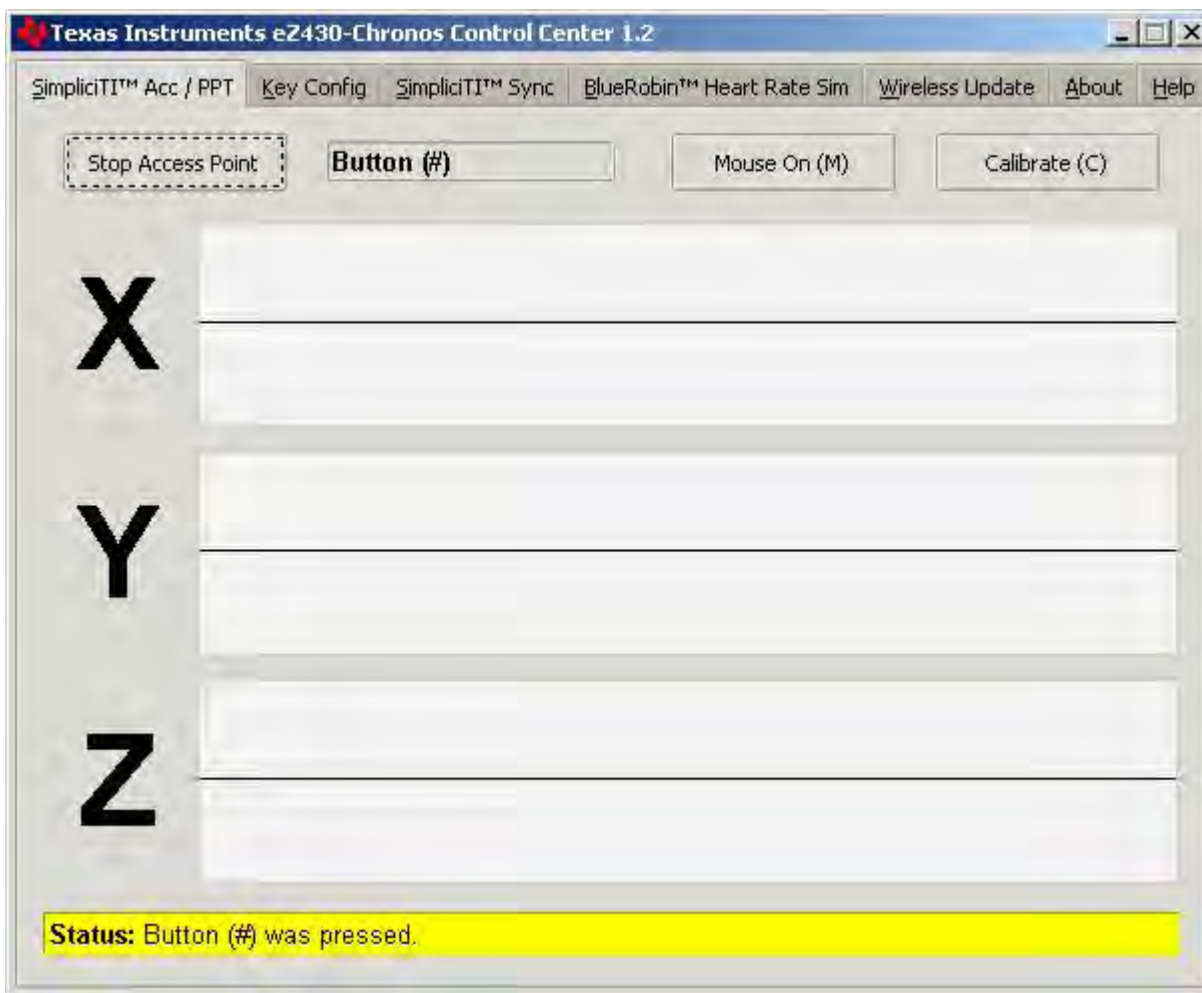 Texas Instruments eZ430-Chronos Control Center 1.2
SimpliciTI™ Acc / PPT Key Config SimpliciTI™ Sync BlueRobin™ Heart Rate Sim Wireless Update About Help
Stop Access Point Button (#) Mouse On (M) Calibrate (C)
X
Y
Z
Status: Button (#) was pressed.